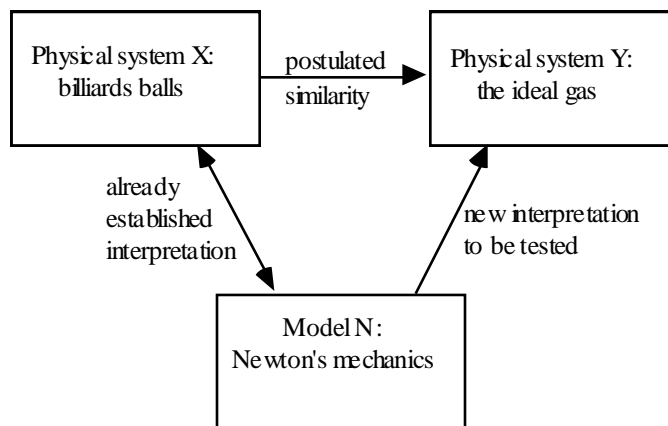 Physical system X:
billiards balls
postulated
similarity
Physical system Y:
the ideal gas
already
established
interpretation
new interpretation
to be tested
Model N:
Newton's mechanics